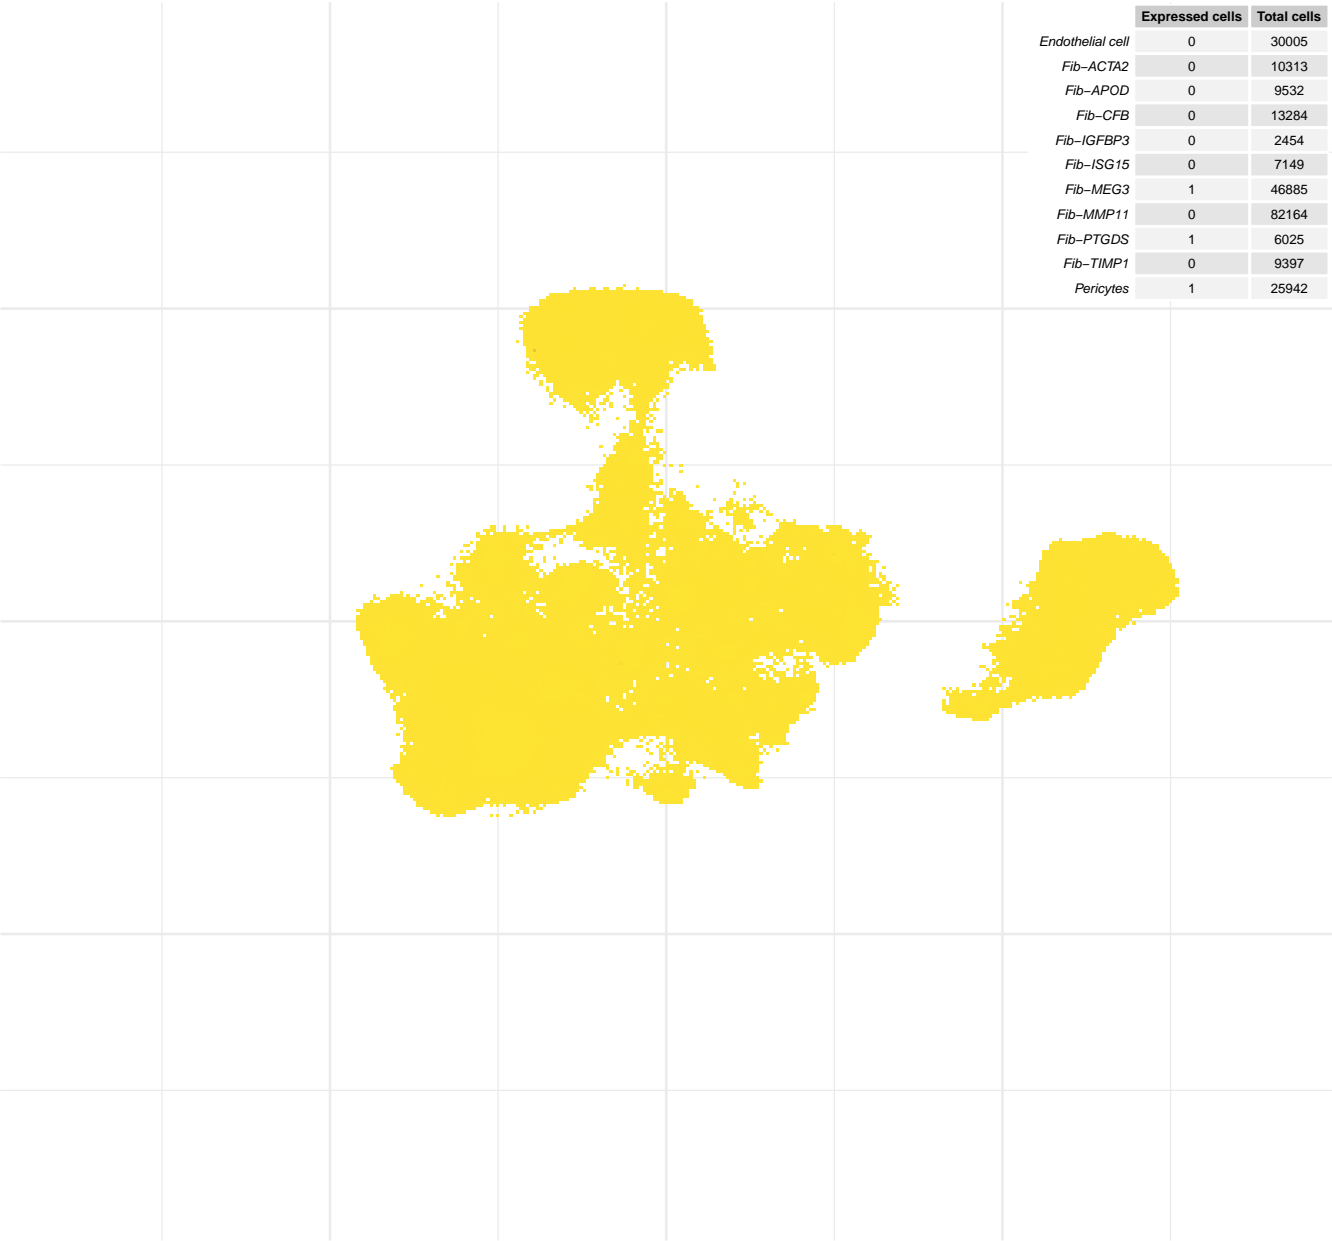 Expressed cells Total cells
Endothelial cell 0 30005
Fib−ACTA2 0 10313
Fib−APOD 0 9532
Fib−CFB 0 13284
Fib−IGFBP3 0 2454
Fib−ISG15 0 7149
Fib−MEG3 1 46885
Fib−MMP11 0 82164
Fib−PTGDS 1 6025
Fib−TIMP1 0 9397
Pericytes 1 25942